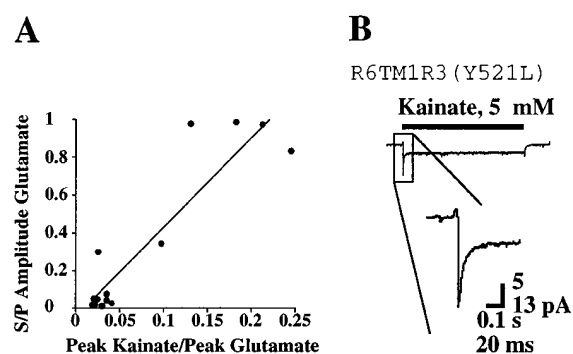 A
B
R6TM1R3(Y521L)
Kainate, 5 mM
S/P Amplitude Glutamate
1
0.8
0.6
0.4
0.2
0
0
0.05
0.1
0.15
0.2
0.25
Peak Kainate/Peak Glutamate
5
13 pA
0.1 s
20 ms